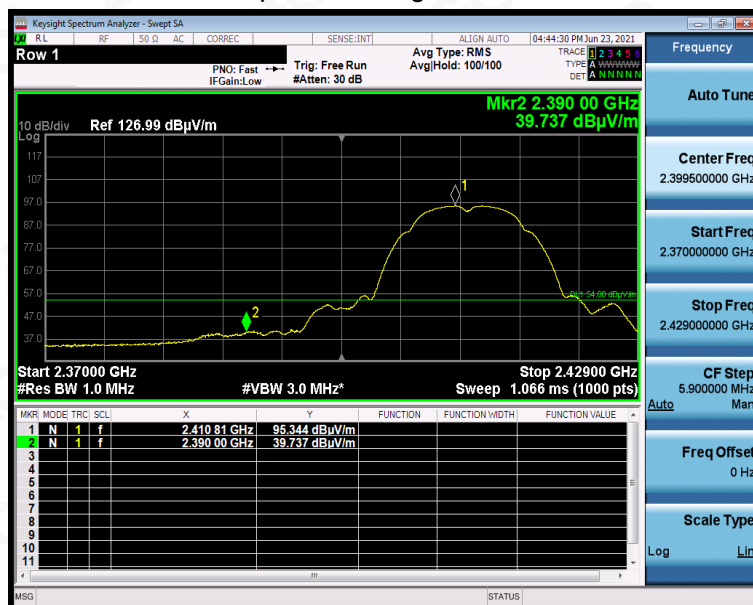 Keysight Spectrum Analyzer - Swept SA
RL RF 50 Ω AC CORREC SENSE:INT ALIGN AUTO 04:44:30 PM Jun 23, 2021
Row 1
PNO: Fast
IFGain:Low
Trig: Free Run
#Atten: 30 dB
Avg Type: RMS
Avg|Hold: 100/100
TRACE 1 2 3 4 5 6
TYPE A WWWWW
DET A N N N N N
Mkr2 2.390 00 GHz
39.737 dBµV/m
10 dB/div Ref 126.99 dBµV/m
Log
117
107
97.0
87.0
77.0
67.0
57.0
47.0
37.0
1
2
DL1 54.00 dBµV/m
Start 2.37000 GHz Stop 2.42900 GHz
#Res BW 1.0 MHz #VBW 3.0 MHz* Sweep 1.066 ms (1000 pts)
MKR MODE TRC SCL X Y FUNCTION FUNCTION WIDTH FUNCTION VALUE
1 N 1 f 2.410 81 GHz 95.344 dBµV/m
2 N 1 f 2.390 00 GHz 39.737 dBµV/m
3
4
5
6
7
8
9
10
11
MSG STATUS
Frequency
Auto Tune
Center Freq
2.399500000 GHz
Start Freq
2.370000000 GHz
Stop Freq
2.429000000 GHz
CF Step
5.900000 MHz
Auto Man
Freq Offset
0 Hz
Scale Type
Log Lin